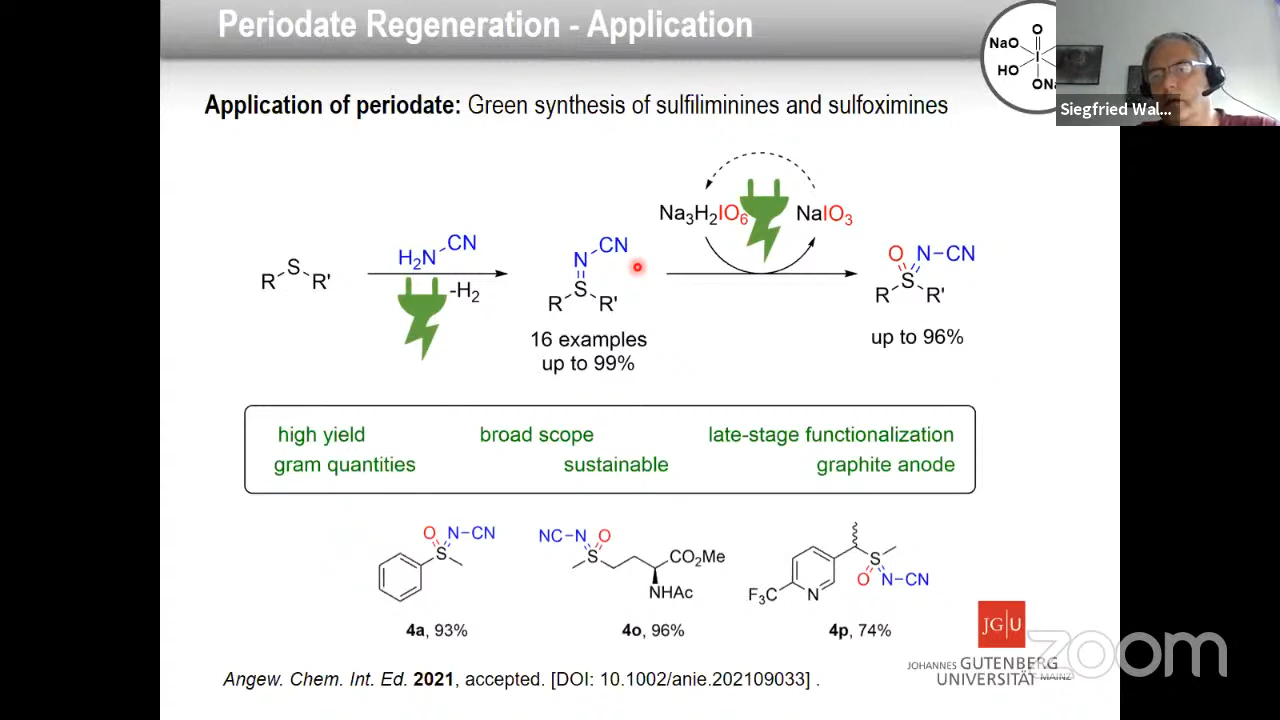 Periodate Regeneration - Application
O
NaO
I
HO
ONa
Siegfried Wal...
Application of periodate: Green synthesis of sulfiliminines and sulfoximines
Na3H2IO6 NaIO3
H2N CN
-H2
R S R'
N CN
S
R R'
O N-CN
S
R R'
16 examples
up to 99%
up to 96%
high yield broad scope late-stage functionalization
gram quantities sustainable graphite anode
O N-CN
S
NC-N O
S CO2Me
NHAc
F3C N
S
O N-CN
4a, 93% 4o, 96% 4p, 74%
JG|U
JOHANNES GUTENBERG
UNIVERSITÄT MAINZ
zoom
Angew. Chem. Int. Ed. 2021, accepted. [DOI: 10.1002/anie.202109033] .